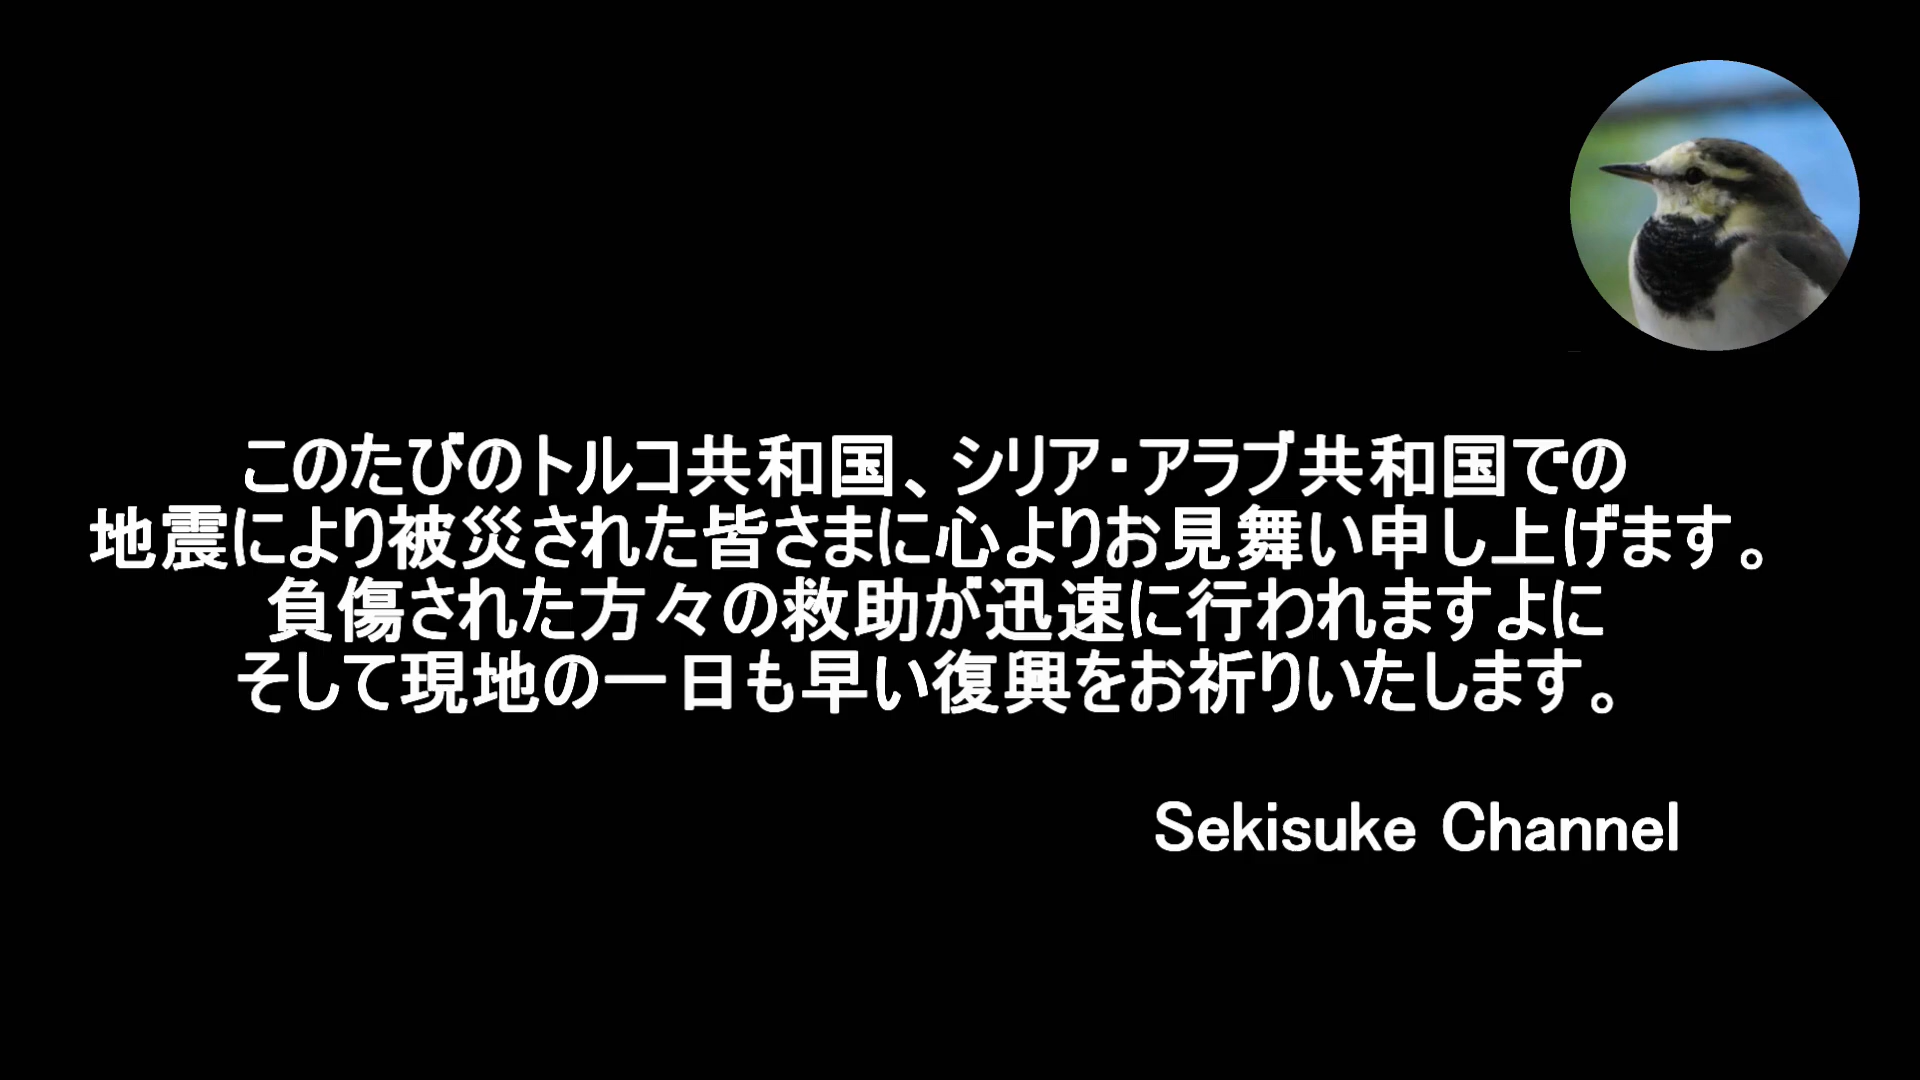 このたびのトルコ共和国、シリア・アラブ共和国での
地震により被災された皆さまに心よりお見舞い申し上げます。
負傷された方々の救助が迅速に行われますよに
そして現地の一日も早い復興をお祈りいたします。
Sekisuke Channel